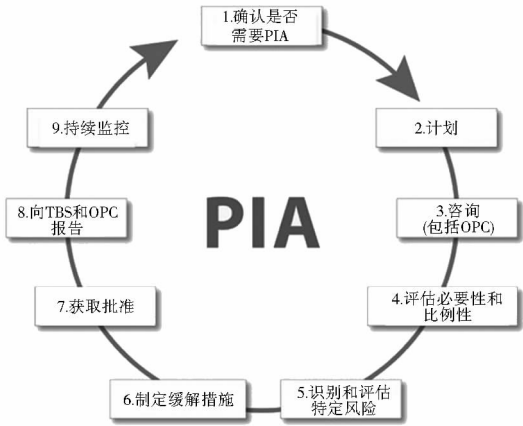 1.确认是否
需要PIA
2.计划
3.咨询
(包括OPC)
4.评估必要性和
比例性
5.识别和评估
特定风险
6.制定缓解措施
7.获取批准
8.向TBS和OPC
报告
9.持续监控
PIA